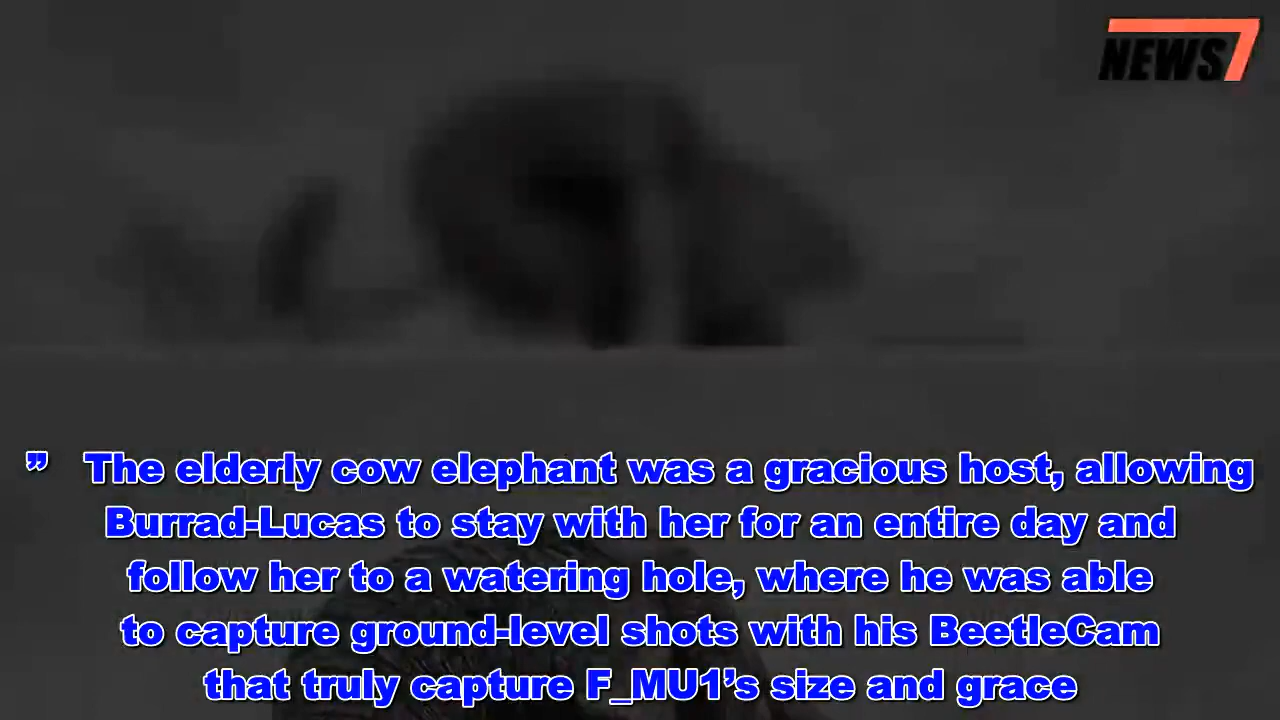 NEWS7
” The elderly cow elephant was a gracious host, allowing
Burrad-Lucas to stay with her for an entire day and
follow her to a watering hole, where he was able
to capture ground-level shots with his BeetleCam
that truly capture F_MU1’s size and grace